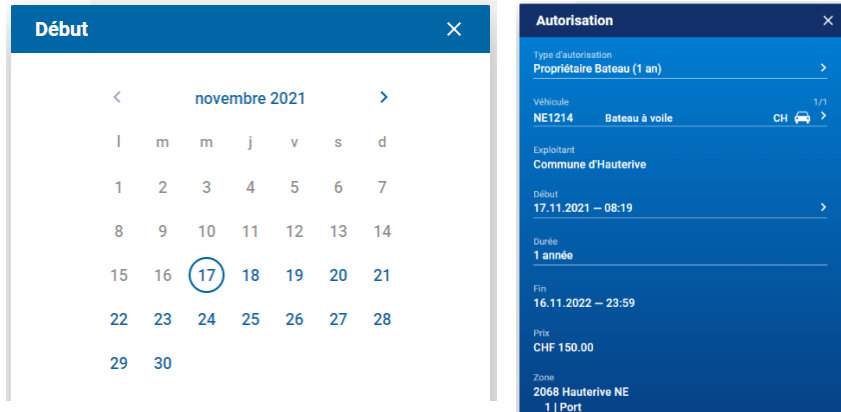 Début
novembre 2021
l m m j v s d
1 2 3 4 5 6 7
8 9 10 11 12 13 14
15 16 17 18 19 20 21
22 23 24 25 26 27 28
29 30
Autorisation
Type d'autorisation
Propriétaire Bateau (1 an)
Véhicule 1/1
NE1214 Bateau à voile CH
Exploitant
Commune d'Hauterive
Début
17.11.2021 — 08:19
Durée
1 année
Fin
16.11.2022 — 23:59
Prix
CHF 150.00
Zone
2068 Hauterive NE
1 | Port